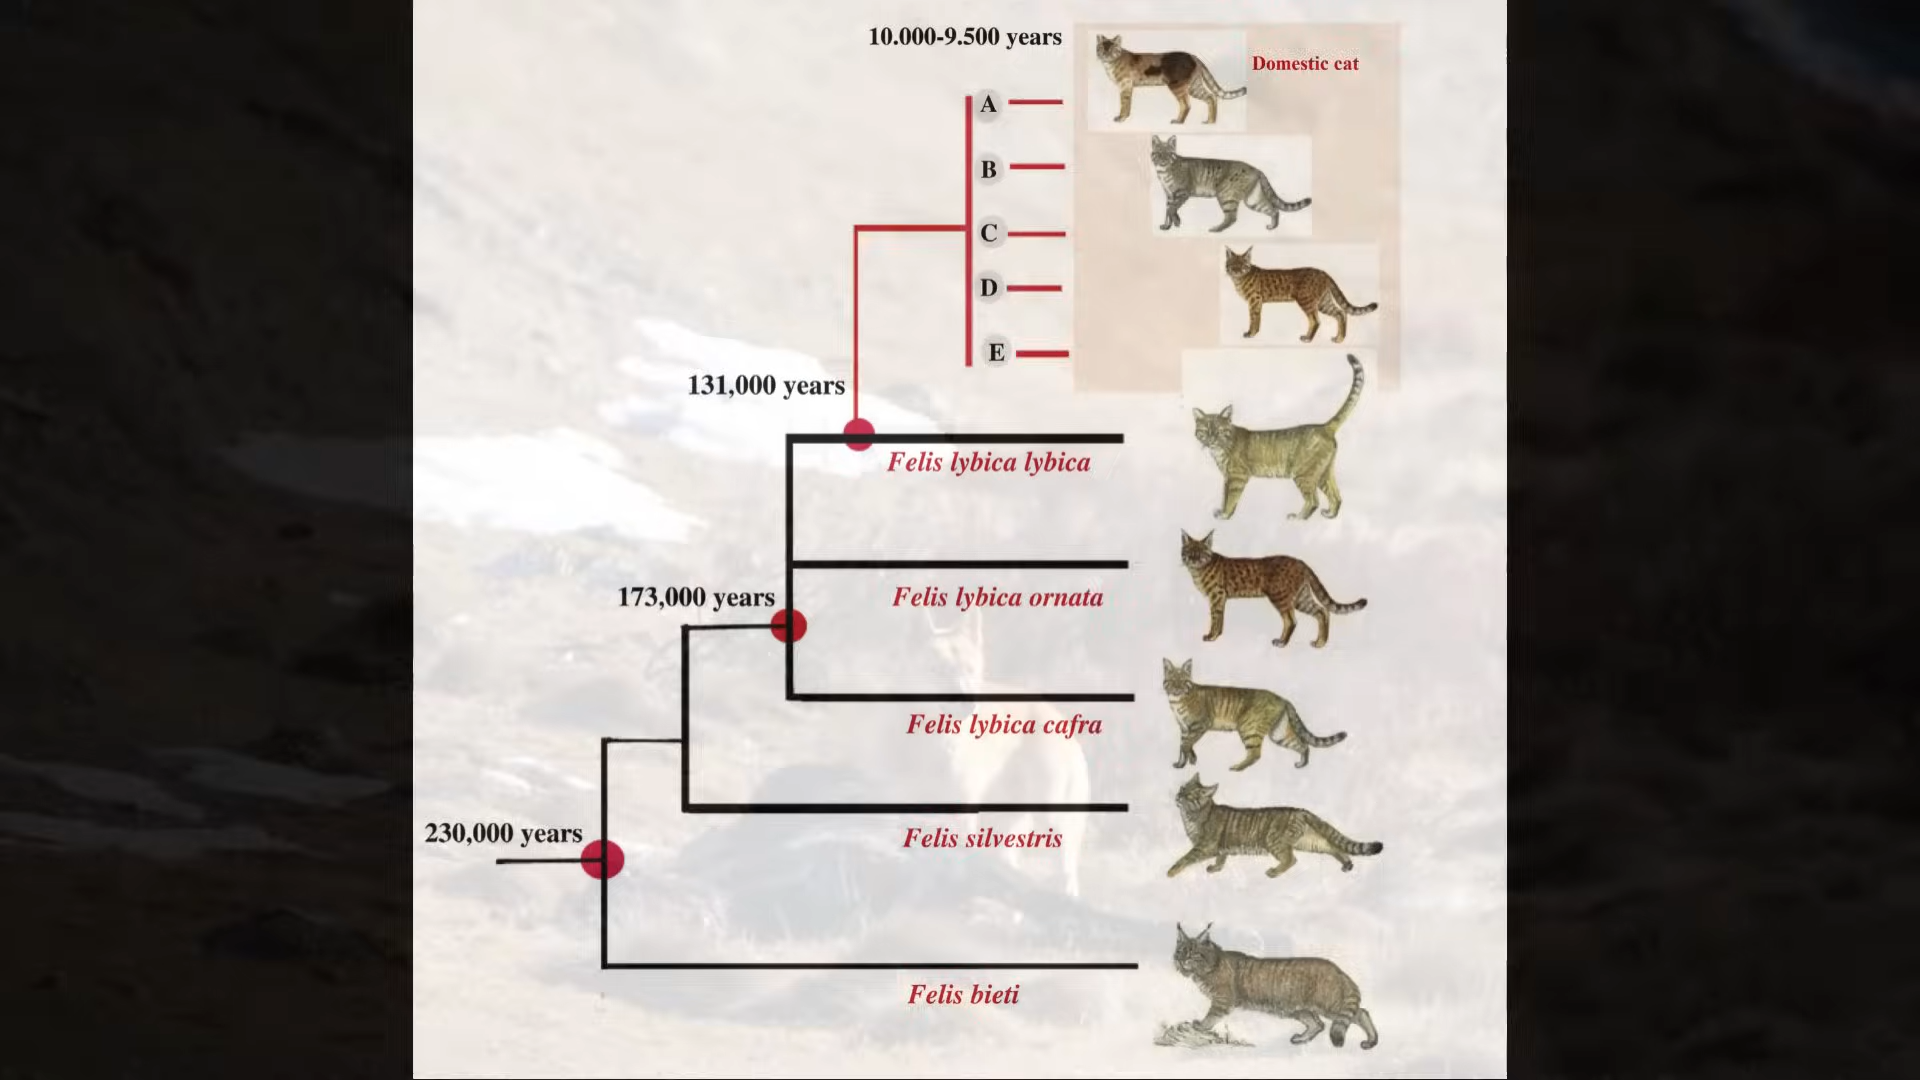 10.000-9.500 years
Domestic cat
A
B
C
D
E
131,000 years
Felis lybica lybica
173,000 years
Felis lybica ornata
Felis lybica cafra
230,000 years
Felis silvestris
Felis bieti